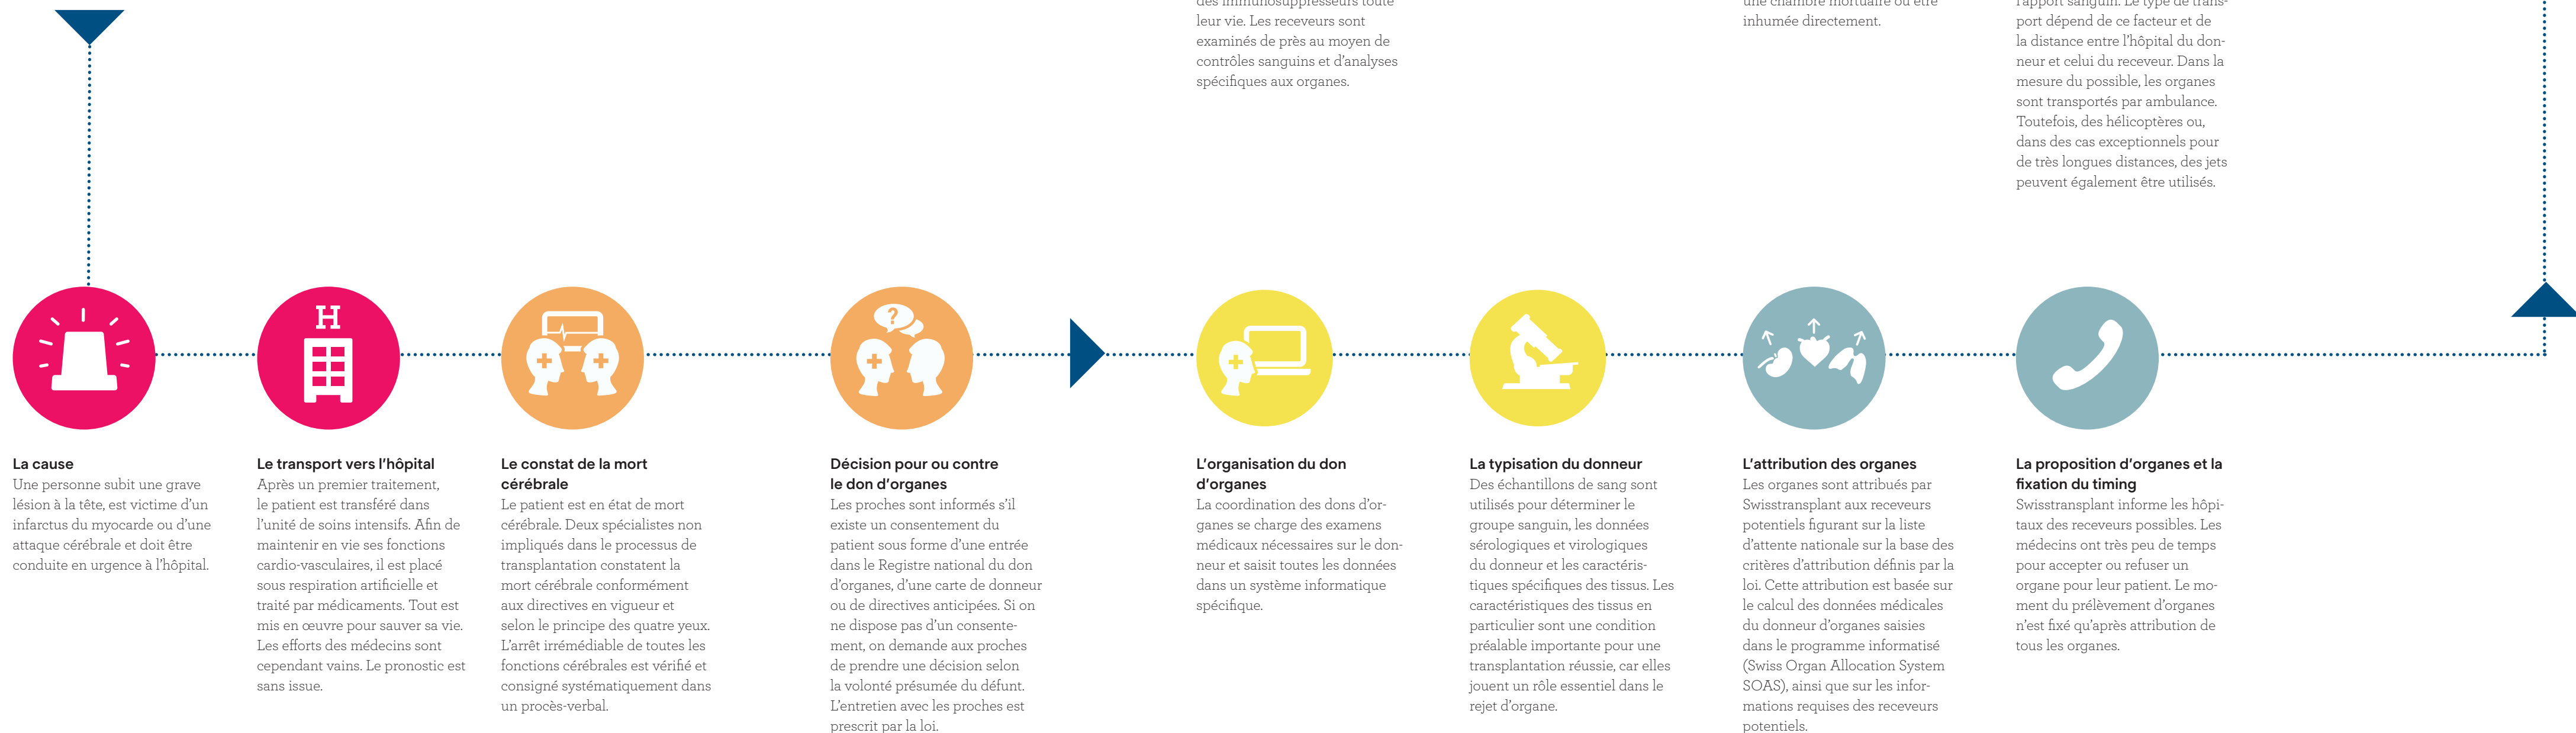 des immunosuppresseurs toute
leur vie. Les receveurs sont
examinés de près au moyen de
contrôles sanguins et d’analyses
spécifiques aux organes.
une chambre mortuaire ou être
inhumée directement.
l’apport sanguin. Le type de trans-
port dépend de ce facteur et de
la distance entre l’hôpital du don-
neur et celui du receveur. Dans la
mesure du possible, les organes
sont transportés par ambulance.
Toutefois, des hélicoptères ou,
dans des cas exceptionnels pour
de très longues distances, des jets
peuvent également être utilisés.
H
?
La cause
Une personne subit une grave
lésion à la tête, est victime d’un
infarctus du myocarde ou d’une
attaque cérébrale et doit être
conduite en urgence à l’hôpital.
Le transport vers l’hôpital
Après un premier traitement,
le patient est transféré dans
l’unité de soins intensifs. Afin de
maintenir en vie ses fonctions
cardio-vasculaires, il est placé
sous respiration artificielle et
traité par médicaments. Tout est
mis en œuvre pour sauver sa vie.
Les efforts des médecins sont
cependant vains. Le pronostic est
sans issue.
Le constat de la mort
cérébrale
Le patient est en état de mort
cérébrale. Deux spécialistes non
impliqués dans le processus de
transplantation constatent la
mort cérébrale conformément
aux directives en vigueur et
selon le principe des quatre yeux.
L’arrêt irrémédiable de toutes les
fonctions cérébrales est vérifié et
consigné systématiquement dans
un procès-verbal.
Décision pour ou contre
le don d’organes
Les proches sont informés s’il
existe un consentement du
patient sous forme d’une entrée
dans le Registre national du don
d’organes, d’une carte de donneur
ou de directives anticipées. Si on
ne dispose pas d’un consente-
ment, on demande aux proches
de prendre une décision selon
la volonté présumée du défunt.
L’entretien avec les proches est
prescrit par la loi.
L’organisation du don
d’organes
La coordination des dons d’or-
ganes se charge des examens
médicaux nécessaires sur le don-
neur et saisit toutes les données
dans un système informatique
spécifique.
La typisation du donneur
Des échantillons de sang sont
utilisés pour déterminer le
groupe sanguin, les données
sérologiques et virologiques
du donneur et les caractéris-
tiques spécifiques des tissus. Les
caractéristiques des tissus en
particulier sont une condition
préalable importante pour une
transplantation réussie, car elles
jouent un rôle essentiel dans le
rejet d’organe.
L’attribution des organes
Les organes sont attribués par
Swisstransplant aux receveurs
potentiels figurant sur la liste
d’attente nationale sur la base des
critères d’attribution définis par la
loi. Cette attribution est basée sur
le calcul des données médicales
du donneur d’organes saisies
dans le programme informatisé
(Swiss Organ Allocation System
SOAS), ainsi que sur les infor-
mations requises des receveurs
potentiels.
La proposition d’organes et la
fixation du timing
Swisstransplant informe les hôpi-
taux des receveurs possibles. Les
médecins ont très peu de temps
pour accepter ou refuser un
organe pour leur patient. Le mo-
ment du prélèvement d’organes
n’est fixé qu’après attribution de
tous les organes.